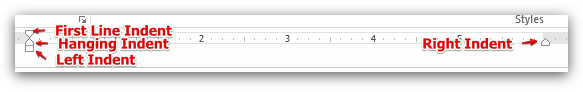 Styles
First Line Indent
Hanging Indent
Left Indent
2 3 4
Right Indent